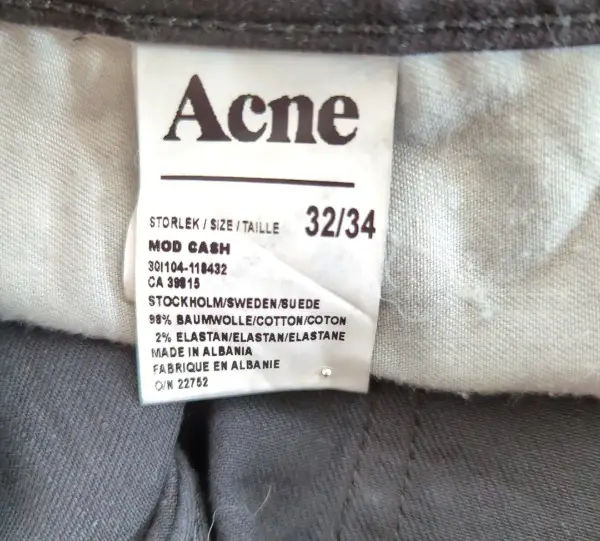 Acne
STORLEK / SIZE / TAILLE 32/34
MOD CASH
30I104-118432
CA 39815
STOCKHOLM/SWEDEN/SUEDE
98% BAUMWOLLE/COTTON/COTON
2% ELASTAN/ELASTAN/ELASTANE
MADE IN ALBANIA
FABRIQUE EN ALBANIE
O/N 22752